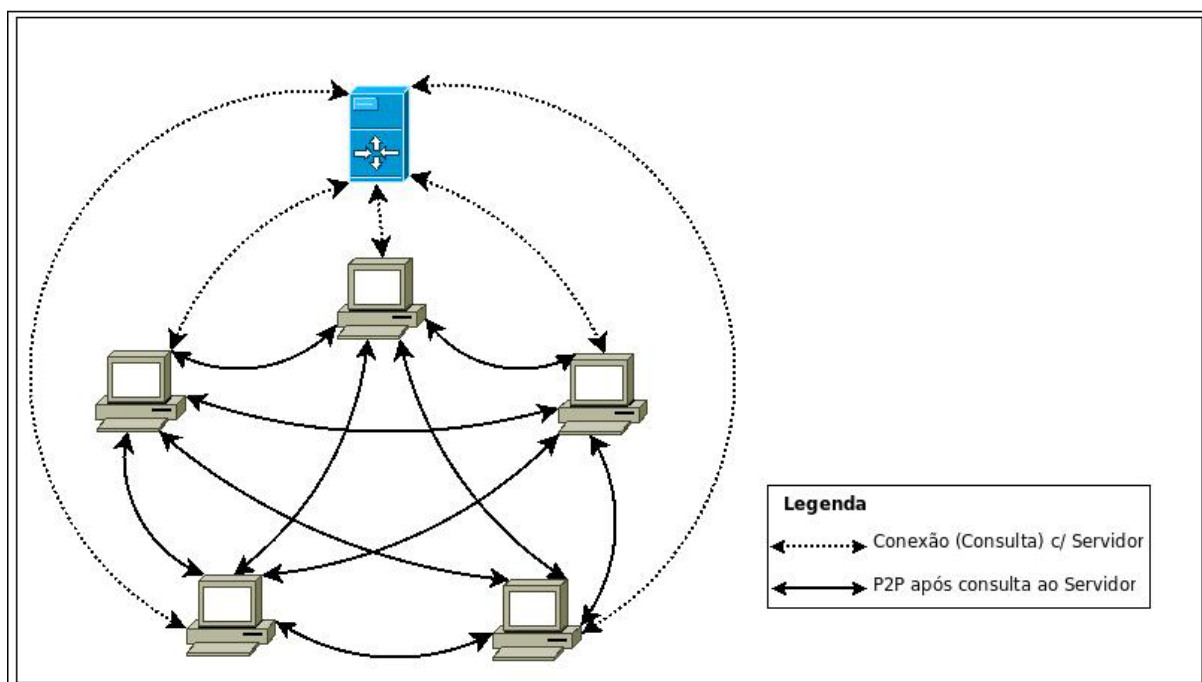 Legenda
Conexão (Consulta) c/ Servidor
P2P após consulta ao Servidor